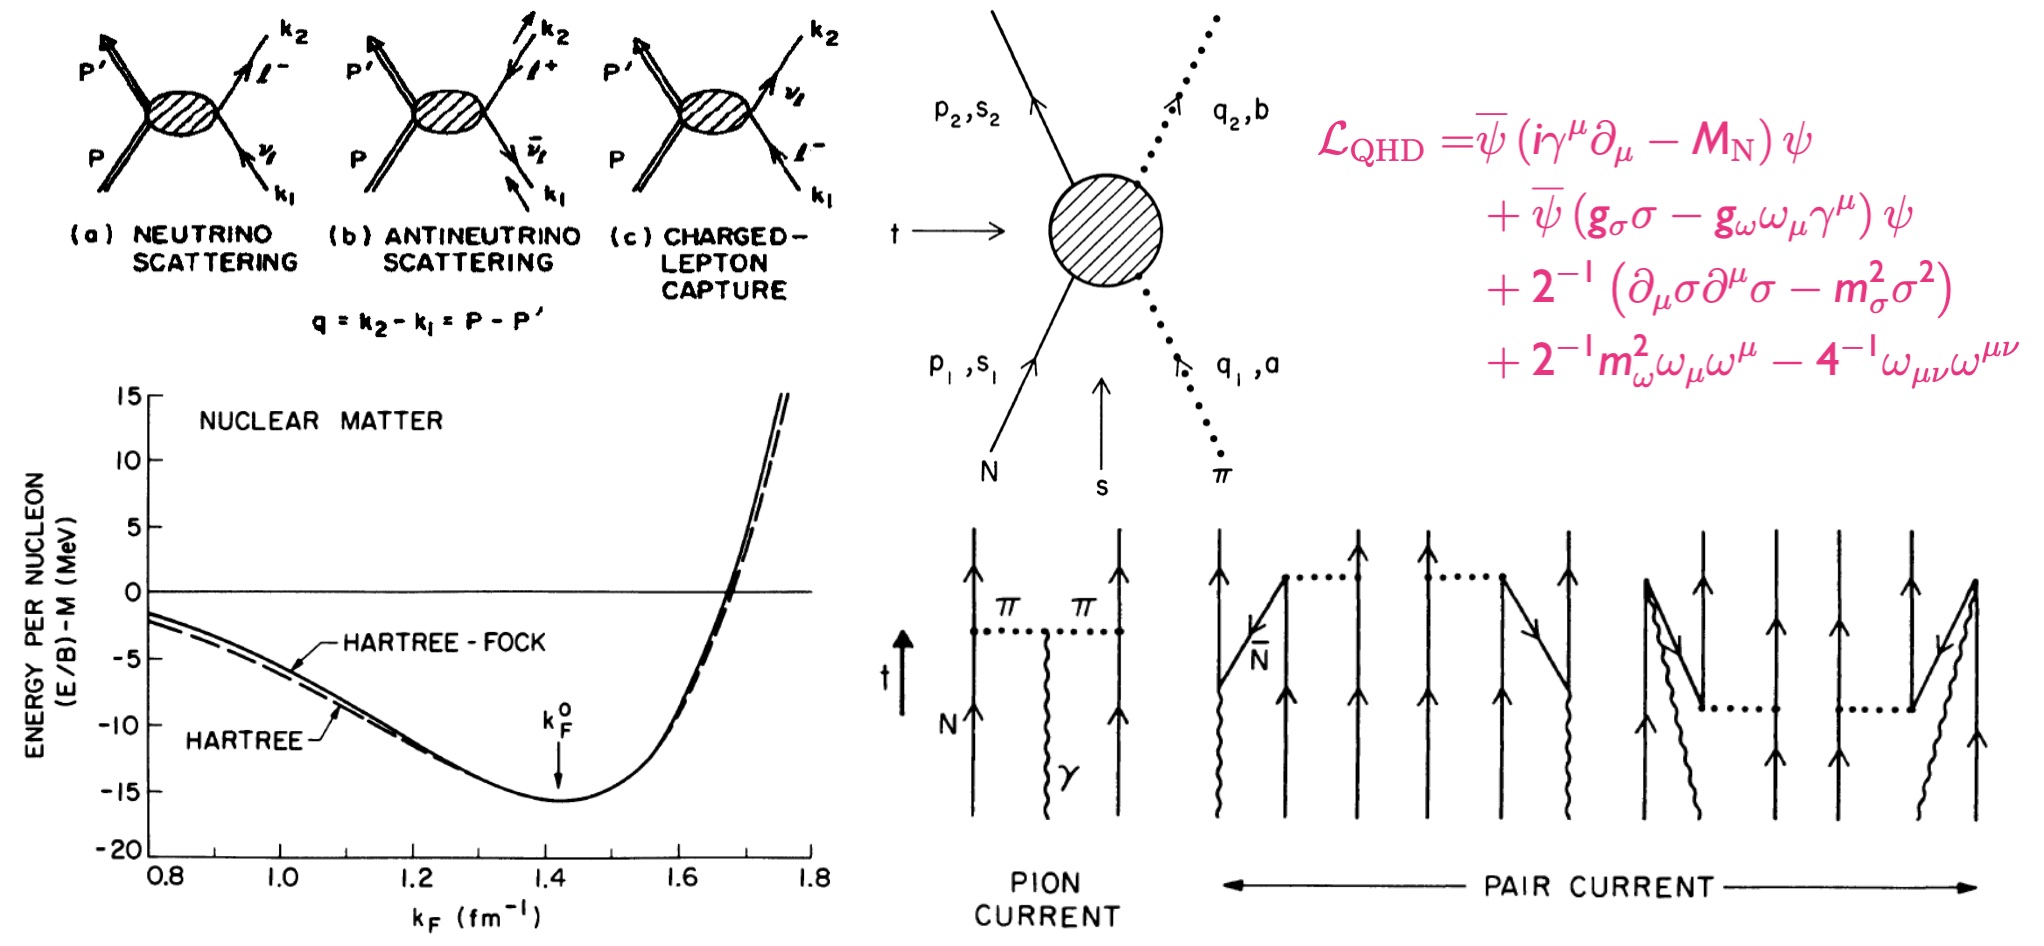 P'
k₂
ℓ⁻
P
νℓ
k₁
(a) NEUTRINO
SCATTERING
P'
k₂
ℓ⁺
P
ν̄ℓ
k₁
(b) ANTINEUTRINO
SCATTERING
P'
k₂
νℓ
P
ℓ⁻
k₁
(c) CHARGED-
LEPTON
CAPTURE
q = k₂ - k₁ = P - P'
p₂,s₂
q₂,b
t
p₁,s₁
q₁,a
N
s
π
ℒ_QHD = ψ̄ (iγ^μ ∂_μ − M_N) ψ
+ ψ̄ (g_σ σ − g_ω ω_μ γ^μ) ψ
+ 2⁻¹ (∂_μ σ ∂^μ σ − m_σ² σ²)
+ 2⁻¹ m_ω² ω_μ ω^μ − 4⁻¹ ω_μν ω^μν
NUCLEAR MATTER
ENERGY PER NUCLEON
(E/B)-M (MeV)
15
10
5
0
-5
-10
-15
-20
HARTREE-FOCK
HARTREE
k_F^0
0.8 1.0 1.2 1.4 1.6 1.8
k_F (fm⁻¹)
π π
t
N
γ
N̄
PION
CURRENT
PAIR CURRENT